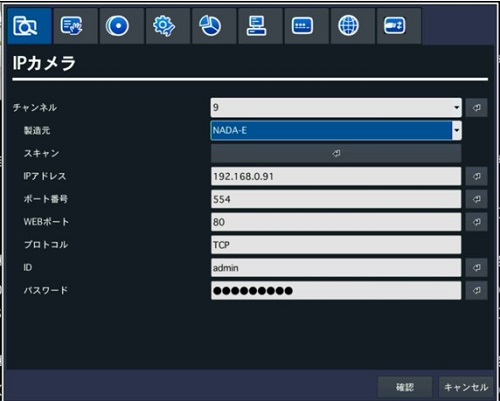 IPカメラ
チャンネル 9
製造元 NADA-E
スキャン
IPアドレス 192.168.0.91
ポート番号 554
WEBポート 80
プロトコル TCP
ID admin
パスワード ●●●●●●●●●
確認 キャンセル